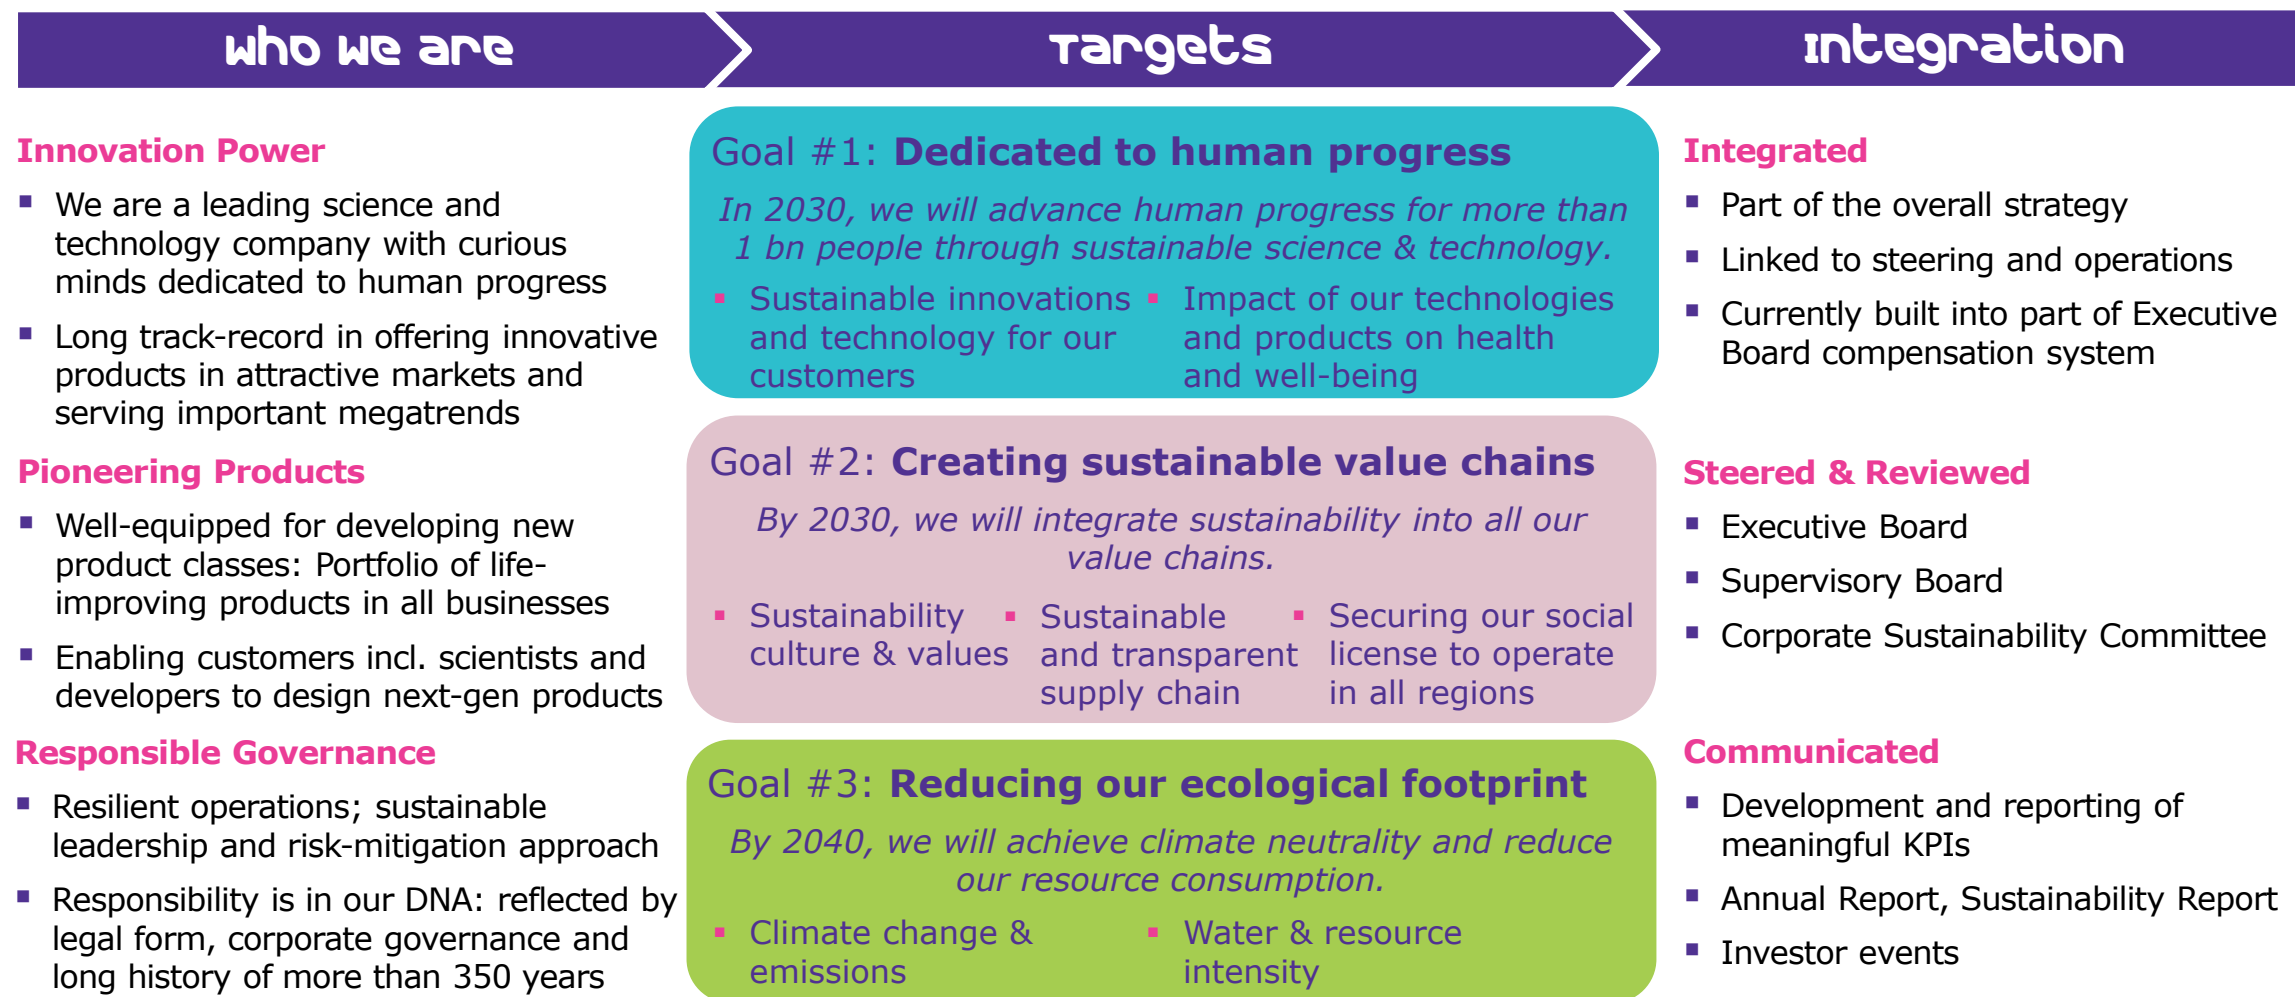 Who we are
Targets
Integration
Innovation Power
▪ We are a leading science and
technology company with curious
minds dedicated to human progress
▪ Long track-record in offering innovative
products in attractive markets and
serving important megatrends
Pioneering Products
▪ Well-equipped for developing new
product classes: Portfolio of life-
improving products in all businesses
▪ Enabling customers incl. scientists and
developers to design next-gen products
Responsible Governance
▪ Resilient operations; sustainable
leadership and risk-mitigation approach
▪ Responsibility is in our DNA: reflected by
legal form, corporate governance and
long history of more than 350 years
Goal #1: Dedicated to human progress
In 2030, we will advance human progress for more than
1 bn people through sustainable science & technology.
▪ Sustainable innovations
and technology for our
customers
▪ Impact of our technologies
and products on health
and well-being
Goal #2: Creating sustainable value chains
By 2030, we will integrate sustainability into all our
value chains.
▪ Sustainability
culture & values
▪ Sustainable
and transparent
supply chain
▪ Securing our social
license to operate
in all regions
Goal #3: Reducing our ecological footprint
By 2040, we will achieve climate neutrality and reduce
our resource consumption.
▪ Climate change &
emissions
▪ Water & resource
intensity
Integrated
▪ Part of the overall strategy
▪ Linked to steering and operations
▪ Currently built into part of Executive
Board compensation system
Steered & Reviewed
▪ Executive Board
▪ Supervisory Board
▪ Corporate Sustainability Committee
Communicated
▪ Development and reporting of
meaningful KPIs
▪ Annual Report, Sustainability Report
▪ Investor events